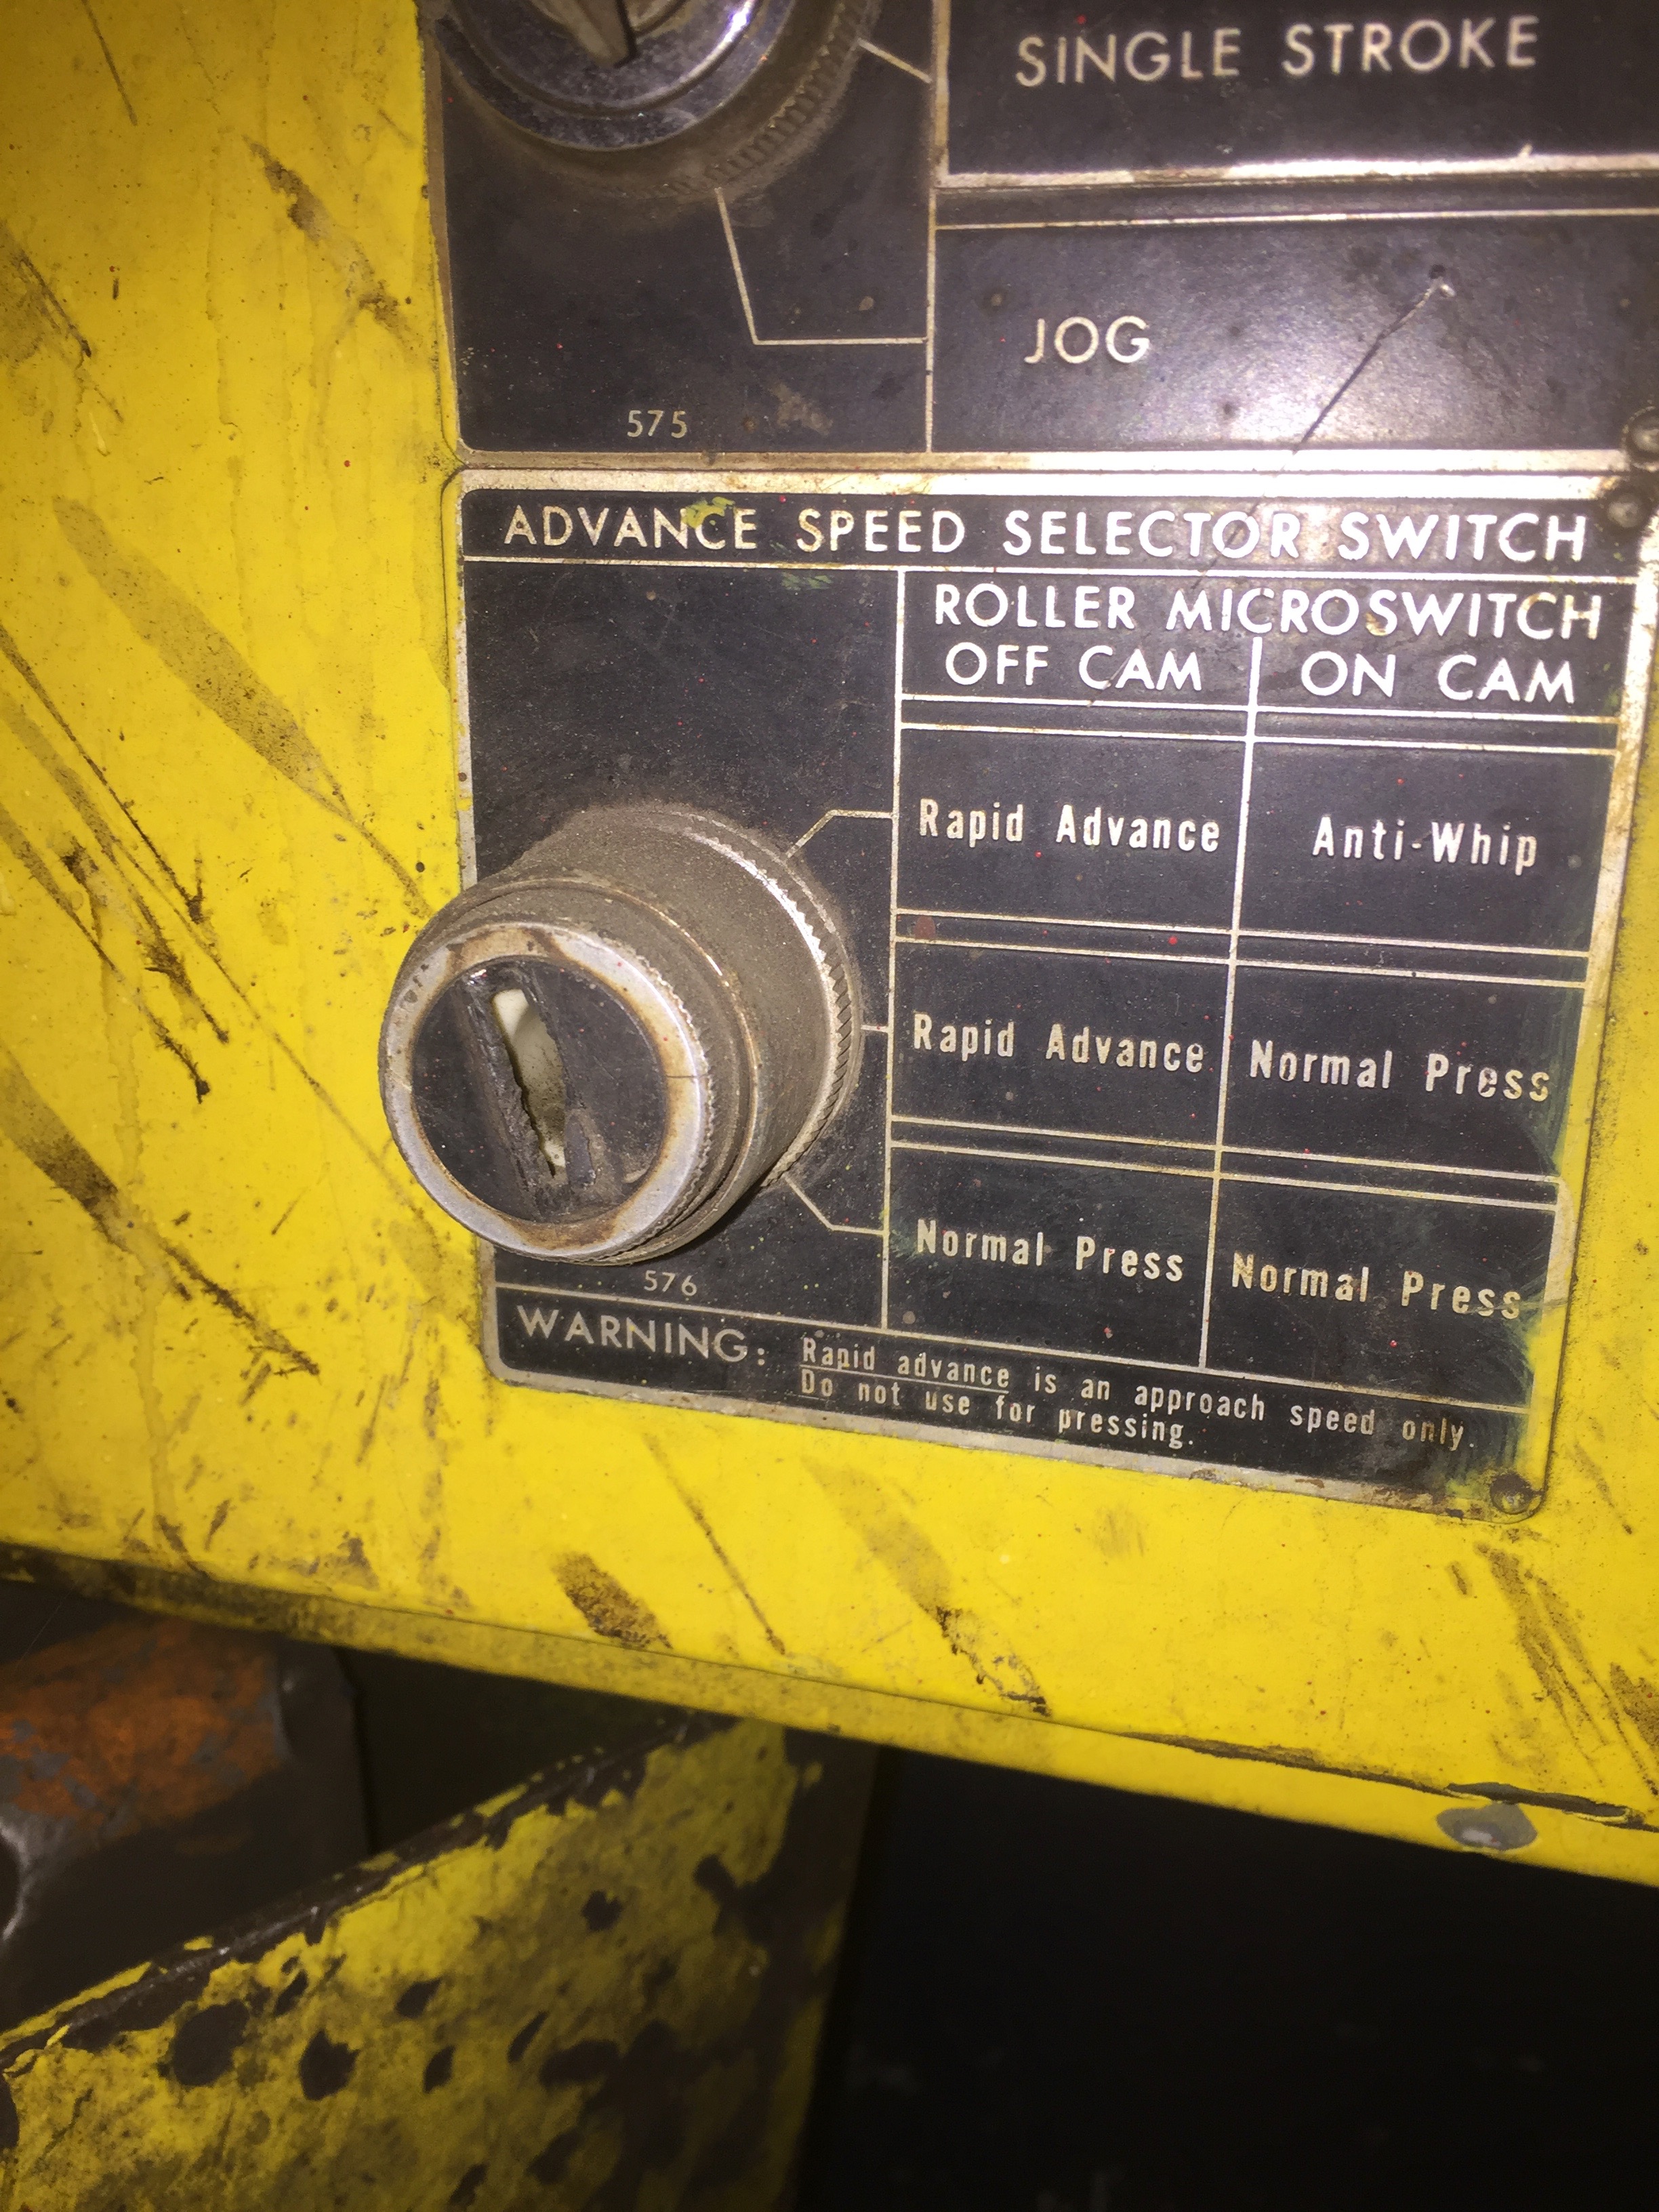 SINGLE STROKE
JOG
575
ADVANCE SPEED SELECTOR SWITCH
ROLLER MICROSWITCH
OFF CAM ON CAM
Rapid Advance Anti-Whip
Rapid Advance Normal Press
Normal Press Normal Press
576
WARNING: Rapid advance is an approach speed only.
Do not use for pressing.